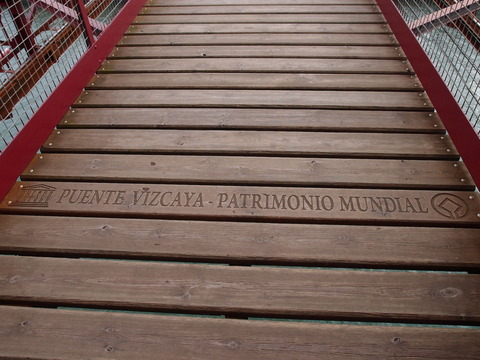 PUENTE VIZCAYA - PATRIMONIO MUNDIAL